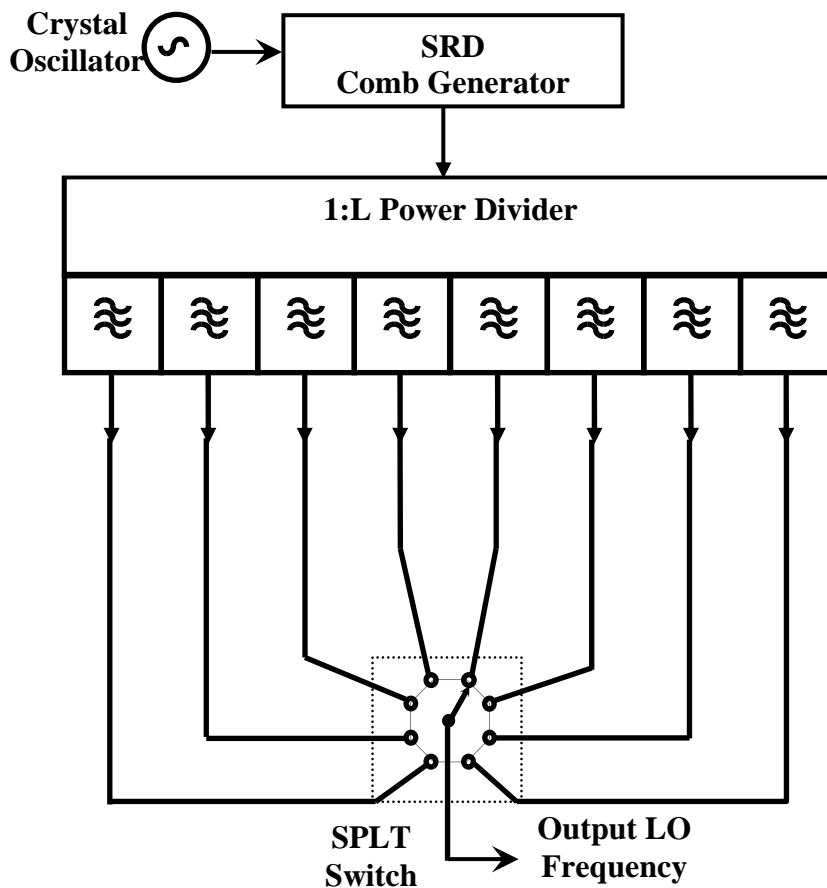 Crystal
Oscillator
SRD
Comb Generator
1:L Power Divider
SPLT
Switch
Output LO
Frequency